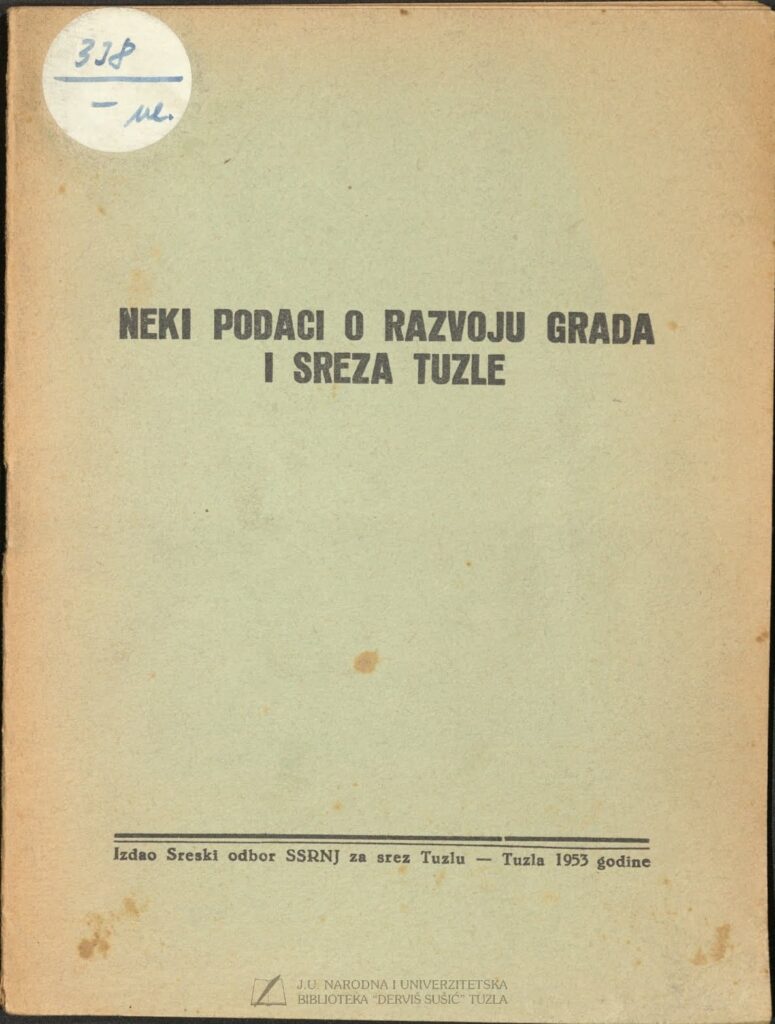 338
— ul.
NEKI PODACI O RAZVOJU GRADA
I SREZA TUZLE
Izdao Sreski odbor SSRNJ za srez Tuzlu — Tuzla 1953 godine
J.U. NARODNA I UNIVERZITETSKA
BIBLIOTEKA "DERVIŠ SUŠIĆ" TUZLA